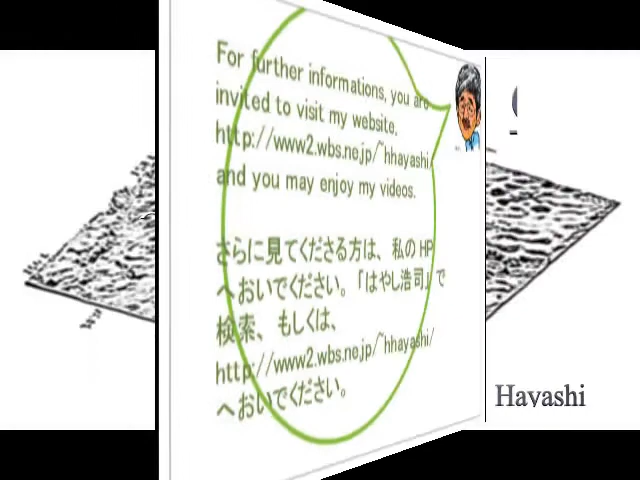 For further informations, you are
invited to visit my website.
http://www2.wbs.ne.jp/~hhayashi/
and you may enjoy my videos.
さらに見てくださる方は、私のHP
へおいでください。「はやし浩司」で
検索、もしくは、
http://www2.wbs.ne.jp/~hhayashi/
へおいでください。
Hayashi